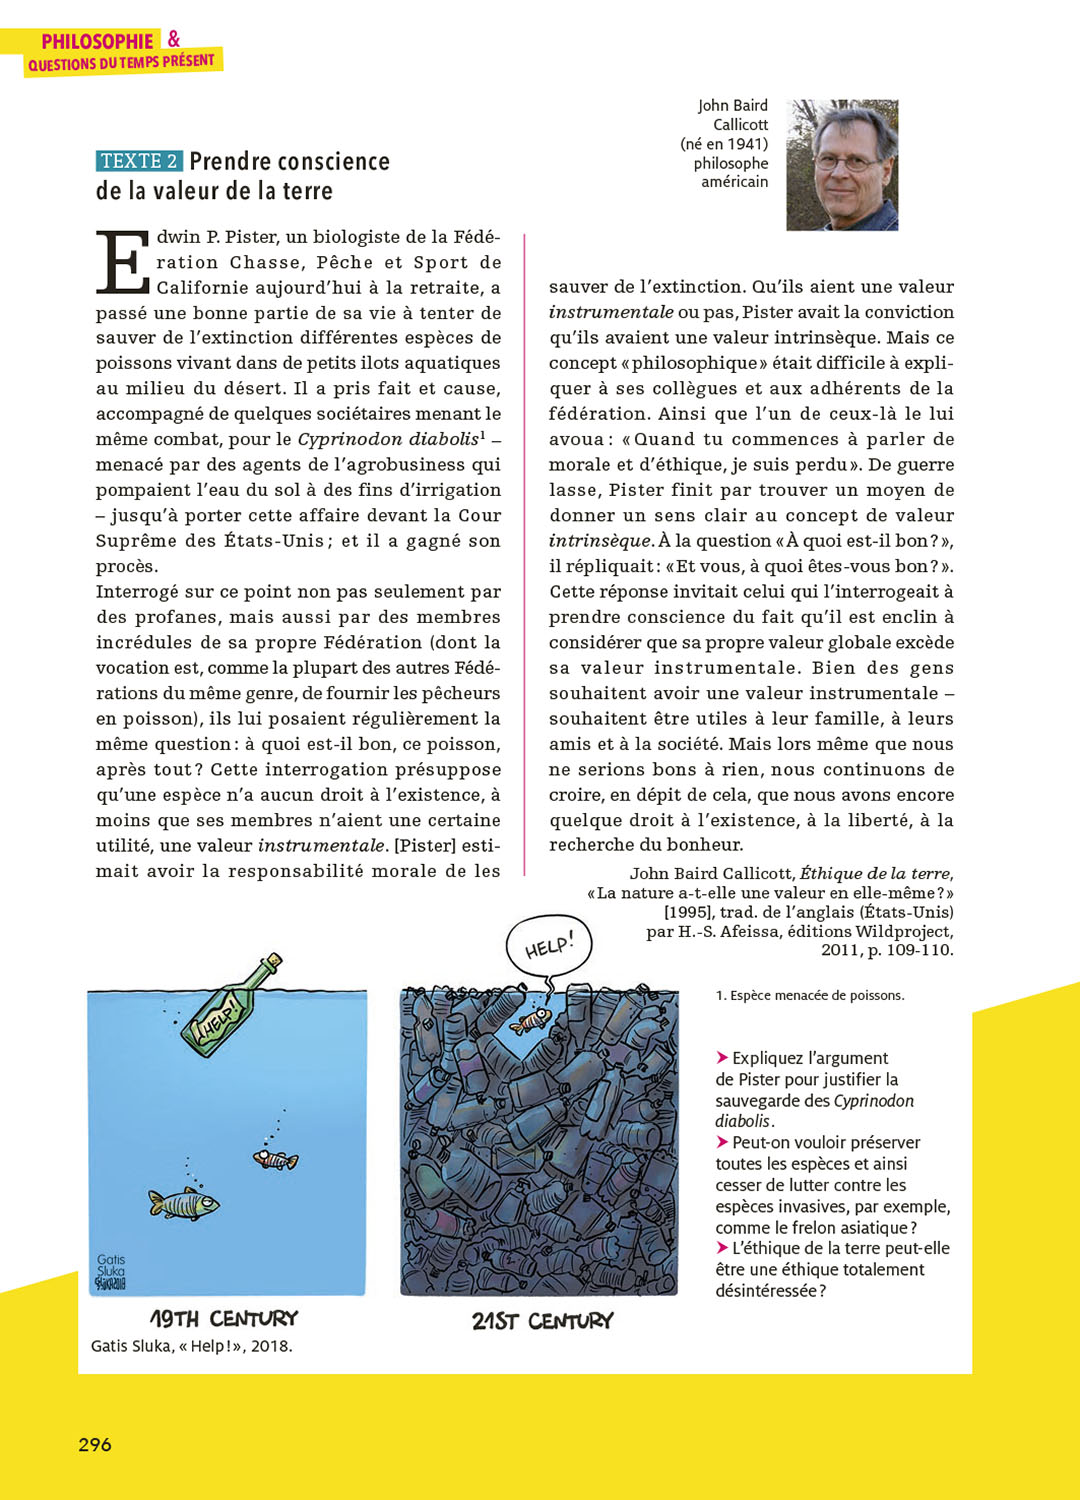 PHILOSOPHIE &
QUESTIONS DU TEMPS PRÉSENT
John Baird
Callicott
(né en 1941)
philosophe
américain
TEXTE 2 Prendre conscience
de la valeur de la terre
Edwin P. Pister, un biologiste de la Fédé-
ration Chasse, Pêche et Sport de
Californie aujourd’hui à la retraite, a
passé une bonne partie de sa vie à tenter de
sauver de l’extinction différentes espèces de
poissons vivant dans de petits ilots aquatiques
au milieu du désert. Il a pris fait et cause,
accompagné de quelques sociétaires menant le
même combat, pour le Cyprinodon diabolis¹ –
menacé par des agents de l’agrobusiness qui
pompaient l’eau du sol à des fins d’irrigation
– jusqu’à porter cette affaire devant la Cour
Suprême des États-Unis ; et il a gagné son
procès.
Interrogé sur ce point non pas seulement par
des profanes, mais aussi par des membres
incrédules de sa propre Fédération (dont la
vocation est, comme la plupart des autres Fédé-
rations du même genre, de fournir les pêcheurs
en poisson), ils lui posaient régulièrement la
même question : à quoi est-il bon, ce poisson,
après tout ? Cette interrogation présuppose
qu’une espèce n’a aucun droit à l’existence, à
moins que ses membres n’aient une certaine
utilité, une valeur instrumentale. [Pister] esti-
mait avoir la responsabilité morale de les
sauver de l’extinction. Qu’ils aient une valeur
instrumentale ou pas, Pister avait la conviction
qu’ils avaient une valeur intrinsèque. Mais ce
concept « philosophique » était difficile à expli-
quer à ses collègues et aux adhérents de la
fédération. Ainsi que l’un de ceux-là le lui
avoua : « Quand tu commences à parler de
morale et d’éthique, je suis perdu ». De guerre
lasse, Pister finit par trouver un moyen de
donner un sens clair au concept de valeur
intrinsèque. À la question « À quoi est-il bon ? »,
il répliquait : « Et vous, à quoi êtes-vous bon ? ».
Cette réponse invitait celui qui l’interrogeait à
prendre conscience du fait qu’il est enclin à
considérer que sa propre valeur globale excède
sa valeur instrumentale. Bien des gens
souhaitent avoir une valeur instrumentale –
souhaitent être utiles à leur famille, à leurs
amis et à la société. Mais lors même que nous
ne serions bons à rien, nous continuons de
croire, en dépit de cela, que nous avons encore
quelque droit à l’existence, à la liberté, à la
recherche du bonheur.
John Baird Callicott, Éthique de la terre,
« La nature a-t-elle une valeur en elle-même ? »
[1995], trad. de l’anglais (États-Unis)
par H.-S. Afeissa, éditions Wildproject,
2011, p. 109-110.
1. Espèce menacée de poissons.
HELP!
HELP!
Gatis
Sluka
19TH CENTURY
21ST CENTURY
Gatis Sluka, « Help ! », 2018.
➤ Expliquez l’argument
de Pister pour justifier la
sauvegarde des Cyprinodon
diabolis.
➤ Peut-on vouloir préserver
toutes les espèces et ainsi
cesser de lutter contre les
espèces invasives, par exemple,
comme le frelon asiatique ?
➤ L’éthique de la terre peut-elle
être une éthique totalement
désintéressée ?
296